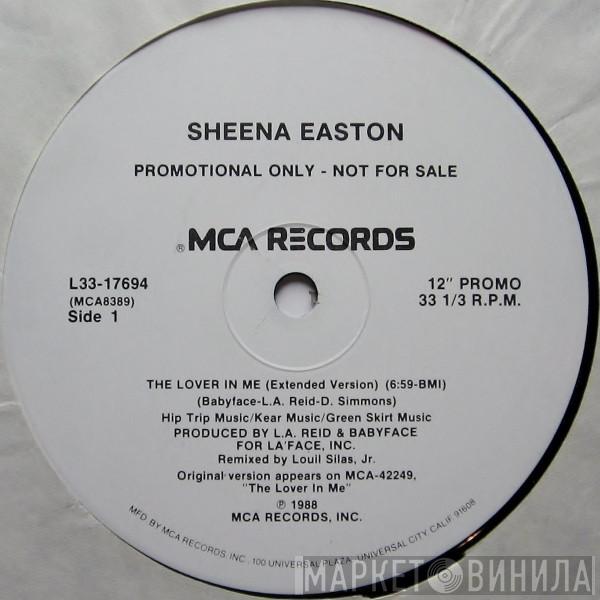 SHEENA EASTON
PROMOTIONAL ONLY - NOT FOR SALE
®MCA RECORDS
L33-17694
(MCA8389)
Side 1
12" PROMO
33 1/3 R.P.M.
THE LOVER IN ME (Extended Version) (6:59-BMI)
(Babyface-L.A. Reid-D. Simmons)
Hip Trip Music/Kear Music/Green Skirt Music
PRODUCED BY L.A. REID & BABYFACE
FOR LA'FACE, INC.
Remixed by Louil Silas, Jr.
Original version appears on MCA-42249,
"The Lover In Me"
℗ 1988
MCA RECORDS, INC.
MFD. BY MCA RECORDS, INC., 100 UNIVERSAL PLAZA, UNIVERSAL CITY, CALIF. 91608
МАРКЕТ ВИНИЛА